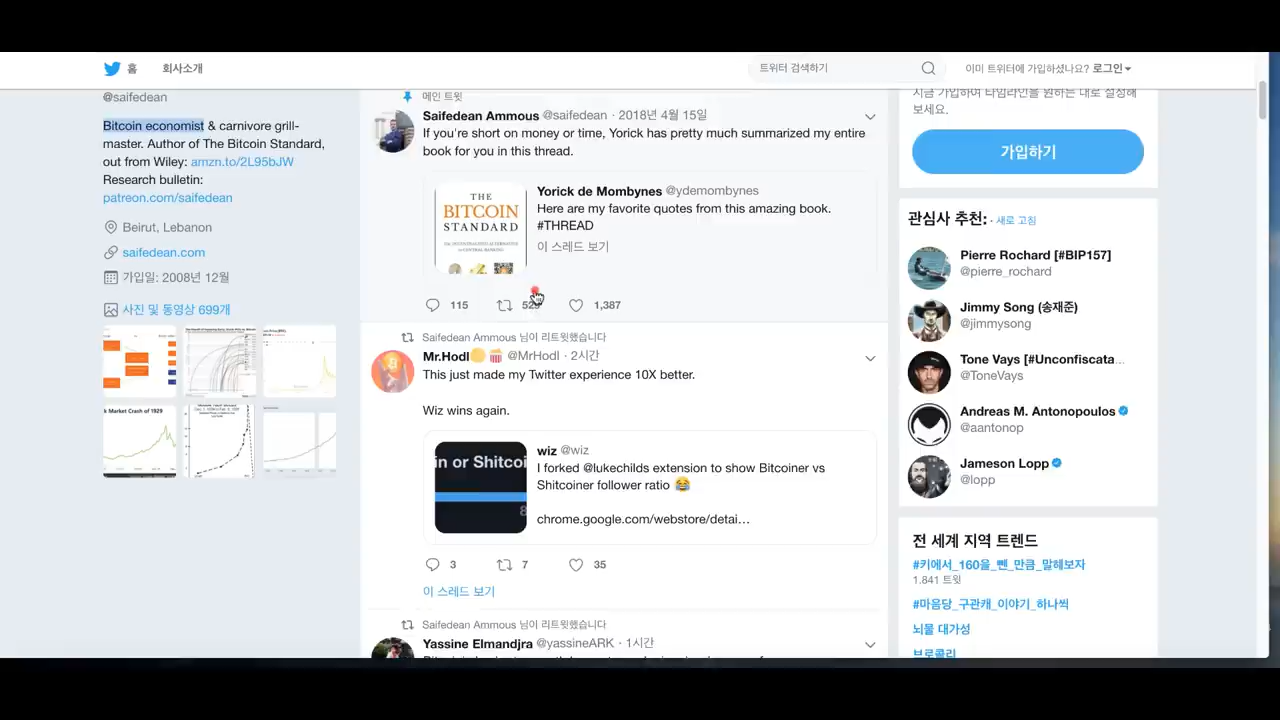 홈
회사소개
트위터 검색하기
이미 트위터에 가입하셨나요? 로그인
@saifedean
Bitcoin economist & carnivore grill-
master. Author of The Bitcoin Standard,
out from Wiley: amzn.to/2L95bJW
Research bulletin:
patreon.com/saifedean
Beirut, Lebanon
saifedean.com
가입일: 2008년 12월
사진 및 동영상 699개
k Market Crash of 1929
메인 트윗
Saifedean Ammous @saifedean · 2018년 4월 15일
If you're short on money or time, Yorick has pretty much summarized my entire
book for you in this thread.
THE
BITCOIN
STANDARD
Yorick de Mombynes @ydemombynes
Here are my favorite quotes from this amazing book.
#THREAD
이 스레드 보기
115
1,387
Saifedean Ammous 님이 리트윗했습니다
Mr.Hodl @MrHodl · 2시간
This just made my Twitter experience 10X better.
Wiz wins again.
in or Shitcoi
8
wiz @wiz
I forked @lukechilds extension to show Bitcoiner vs
Shitcoiner follower ratio 😂
chrome.google.com/webstore/detai…
3
7
35
이 스레드 보기
Saifedean Ammous 님이 리트윗했습니다
Yassine Elmandjra @yassineARK · 1시간
지금 가입하여 타임라인을 원하는 대로 설정해
보세요.
가입하기
관심사 추천: · 새로 고침
Pierre Rochard [#BIP157]
@pierre_rochard
Jimmy Song (송재준)
@jimmysong
Tone Vays [#Unconfiscata…
@ToneVays
Andreas M. Antonopoulos
@aantonop
Jameson Lopp
@lopp
전 세계 지역 트렌드
#키에서_160을_뺀_만큼_말해보자
1,841 트윗
#마음당_구관캐_이야기_하나씩
뇌물 대가성
브로콜리